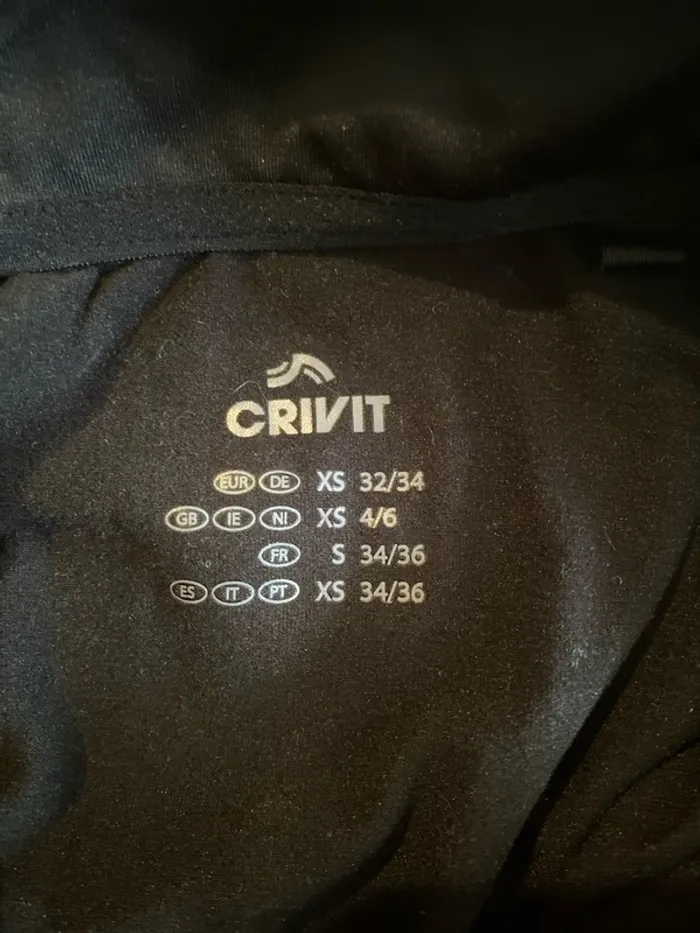 CRIVIT
EUR DE XS 32/34
GB IE NI XS 4/6
FR S 34/36
ES IT PT XS 34/36